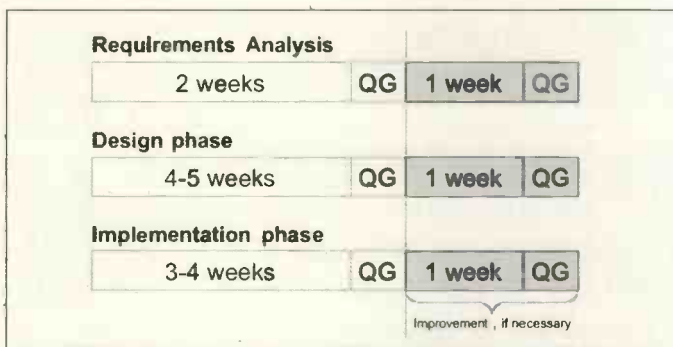 Requirements Analysis
2 weeks QG 1 week QG
Design phase
4-5 weeks QG 1 week QG
Implementation phase
3-4 weeks QG 1 week QG
Improvement , if necessary